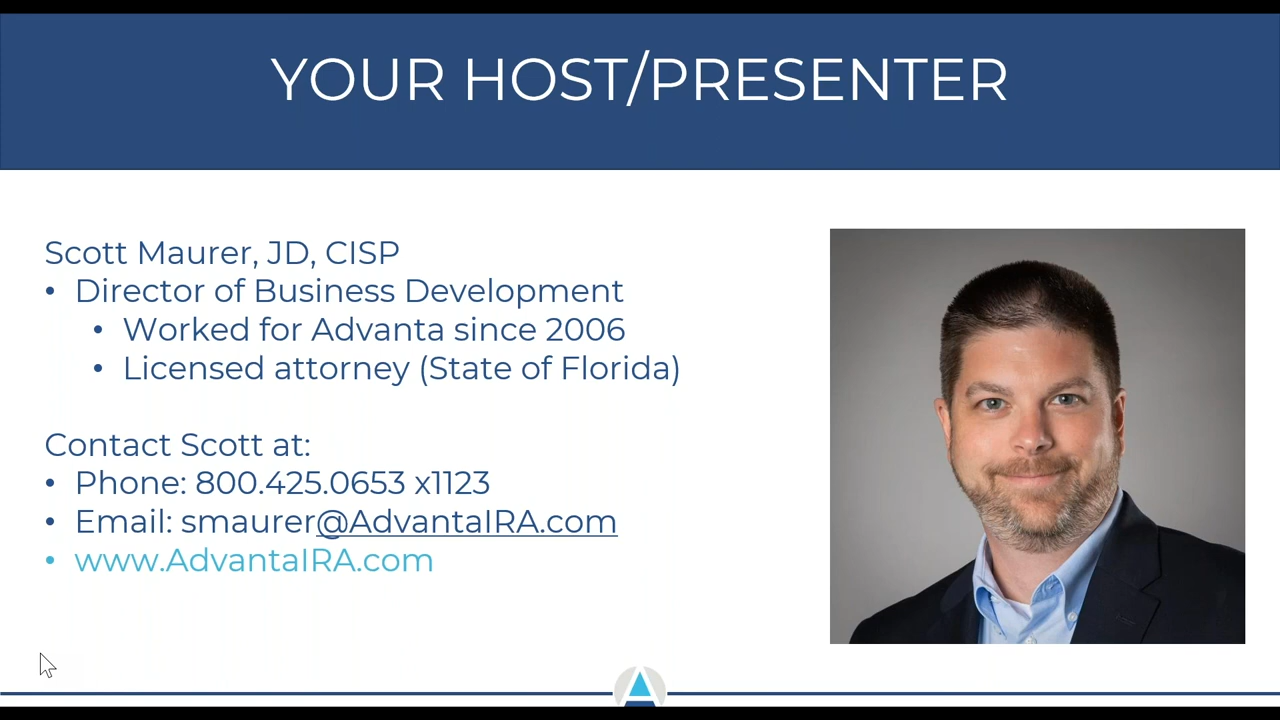 YOUR HOST/PRESENTER
Scott Maurer, JD, CISP
• Director of Business Development
• Worked for Advanta since 2006
• Licensed attorney (State of Florida)
Contact Scott at:
• Phone: 800.425.0653 x1123
• Email: smaurer@AdvantaIRA.com
• www.AdvantaIRA.com